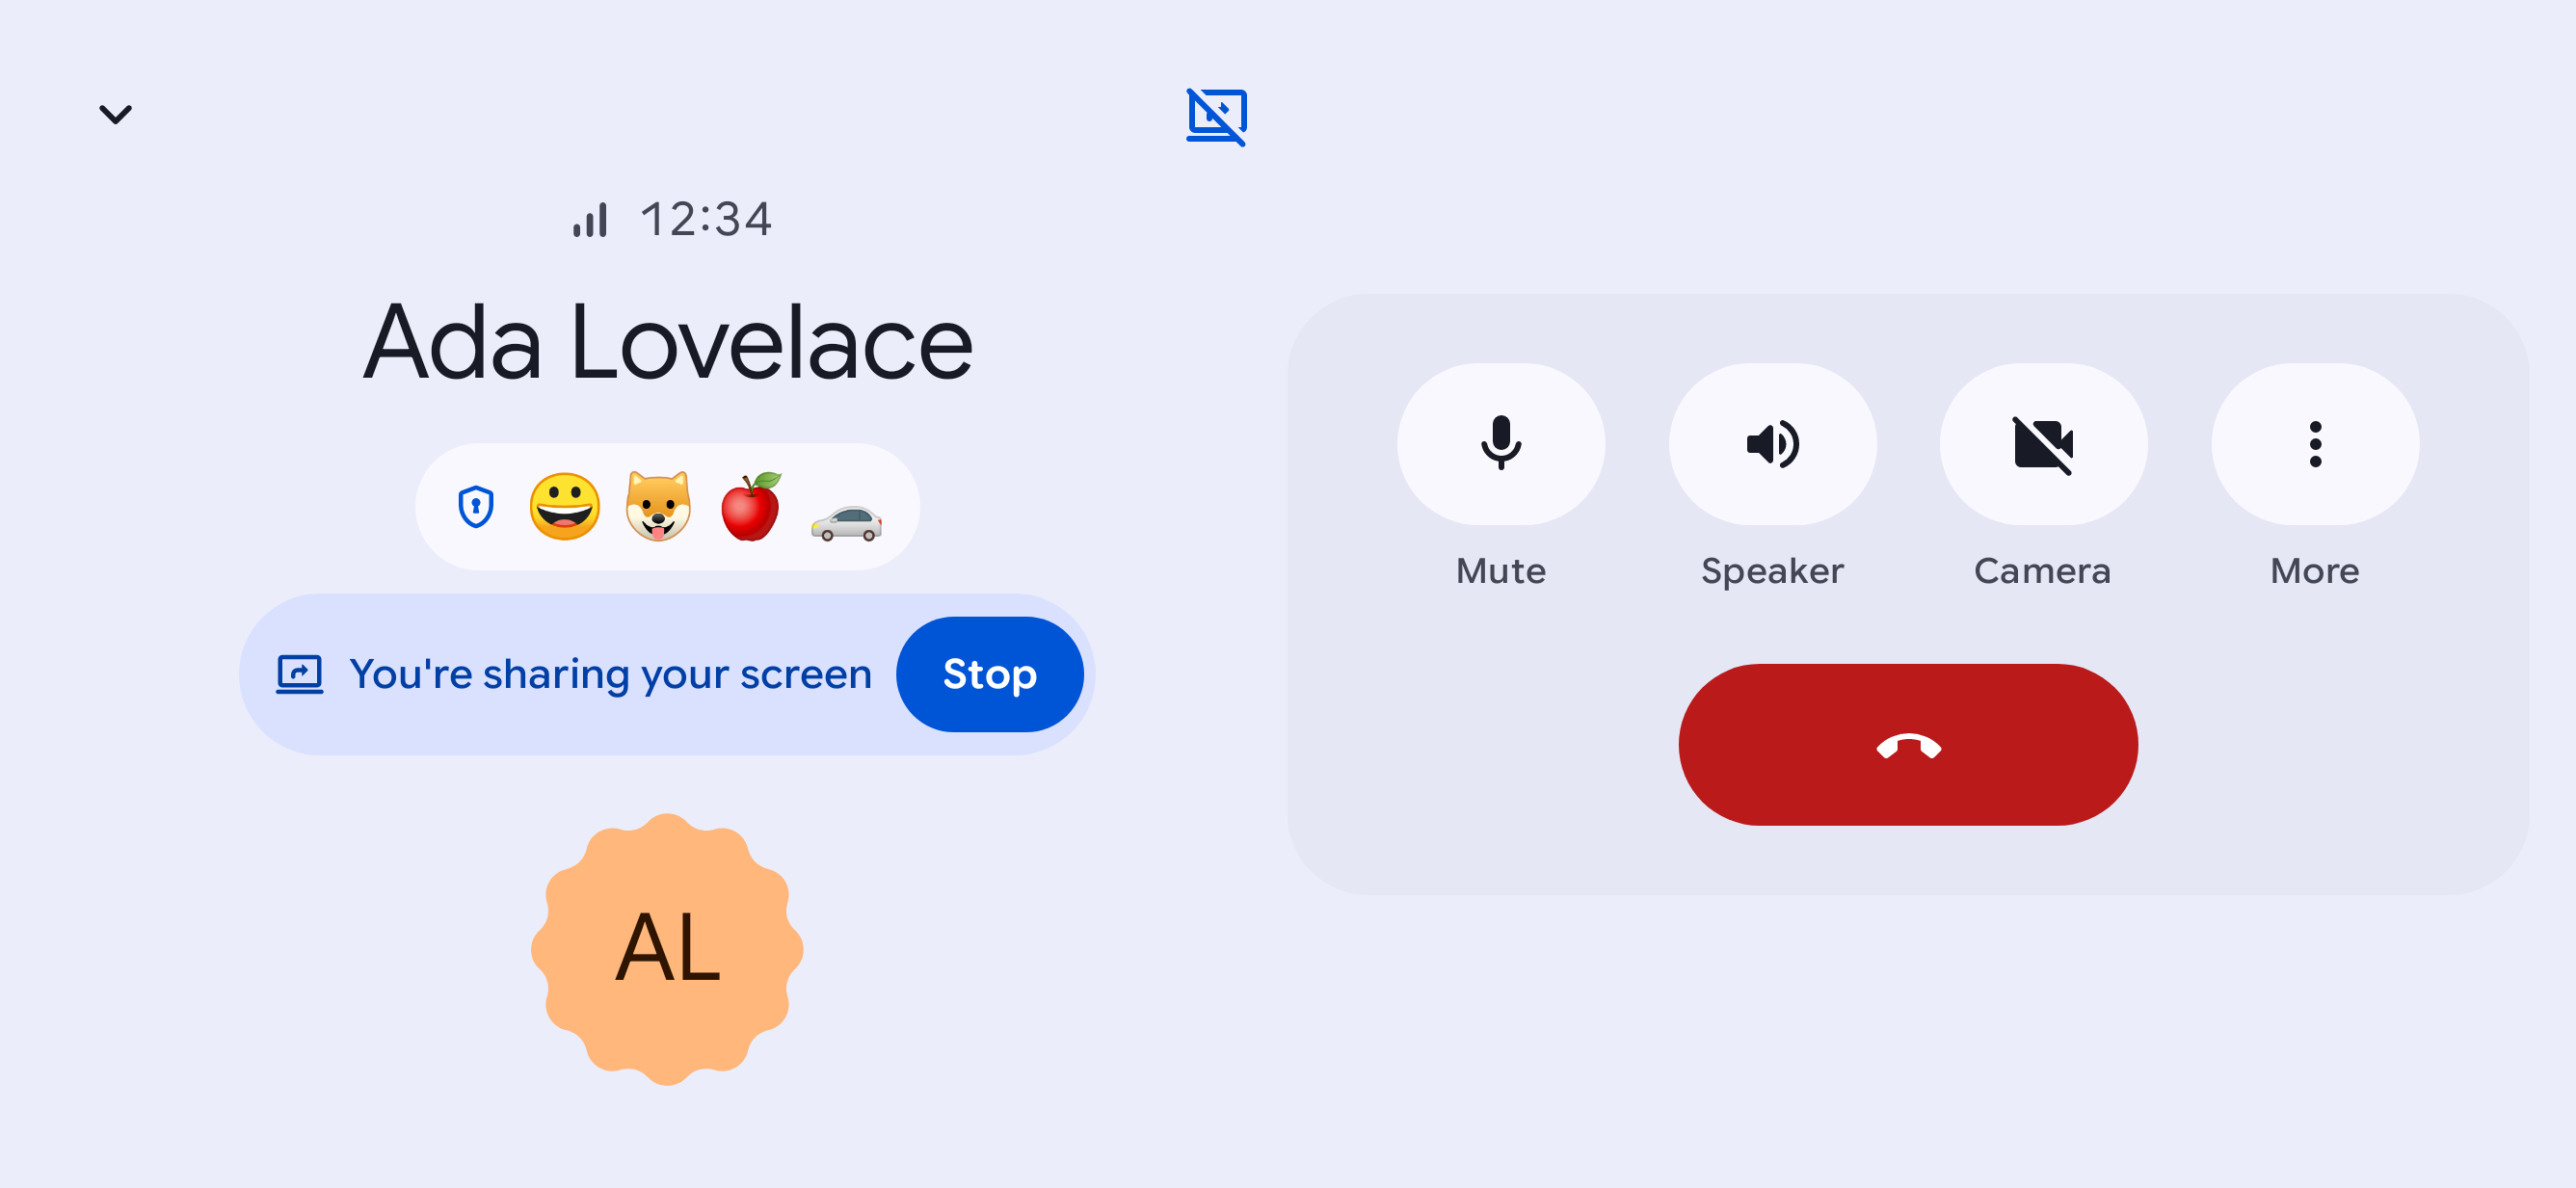 12:34
Ada Lovelace
😀 🐶 🍎 🚗
You're sharing your screen
Stop
AL
Mute
Speaker
Camera
More